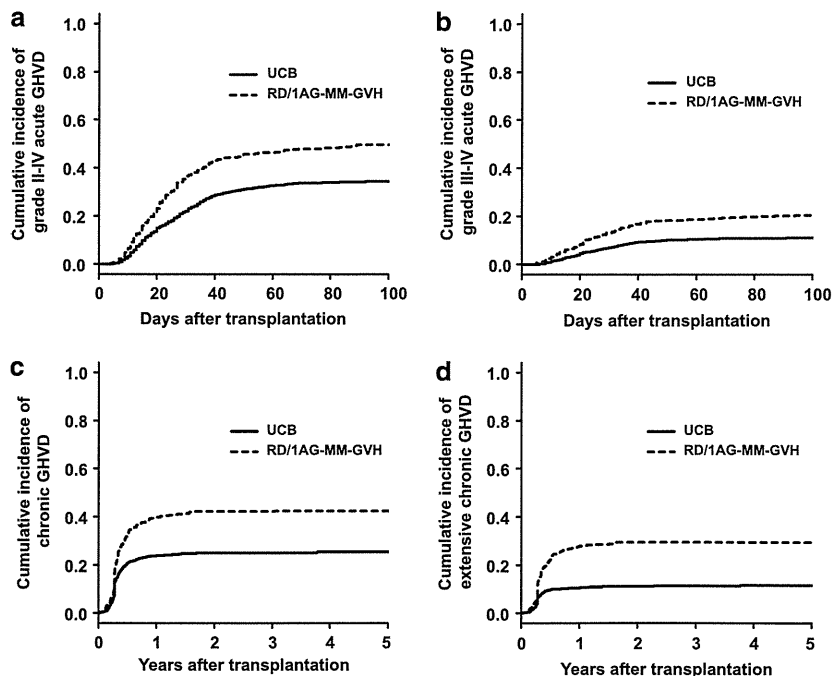 a
Cumulative incidence of
grade II-IV acute GHVD
1.0
0.8
0.6
0.4
0.2
0.0
UCB
RD/1AG-MM-GVH
0 20 40 60 80 100
Days after transplantation
b
Cumulative incidence of
grade III-IV acute GHVD
1.0
0.8
0.6
0.4
0.2
0.0
UCB
RD/1AG-MM-GVH
0 20 40 60 80 100
Days after transplantation
c
Cumulative incidence of
chronic GHVD
1.0
0.8
0.6
0.4
0.2
0.0
UCB
RD/1AG-MM-GVH
0 1 2 3 4 5
Years after transplantation
d
Cumulative incidence of
extensive chronic GHVD
1.0
0.8
0.6
0.4
0.2
0.0
UCB
RD/1AG-MM-GVH
0 1 2 3 4 5
Years after transplantation